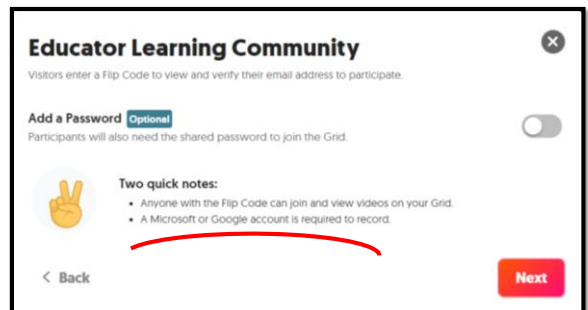 Educator Learning Community
Visitors enter a Flip Code to view and verify their email address to participate.
Add a Password Optional
Participants will also need the shared password to join the Grid.
Two quick notes:
• Anyone with the Flip Code can join and view videos on your Grid.
• A Microsoft or Google account is required to record.
< Back
Next